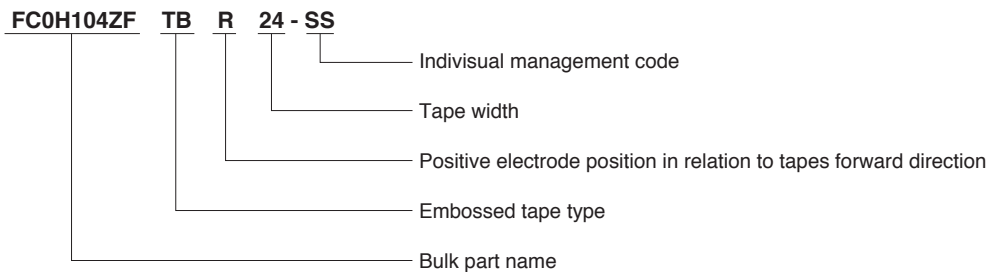 FC0H104ZF TB R 24 - SS
Indivisual management code
Tape width
Positive electrode position in relation to tapes forward direction
Embossed tape type
Bulk part name